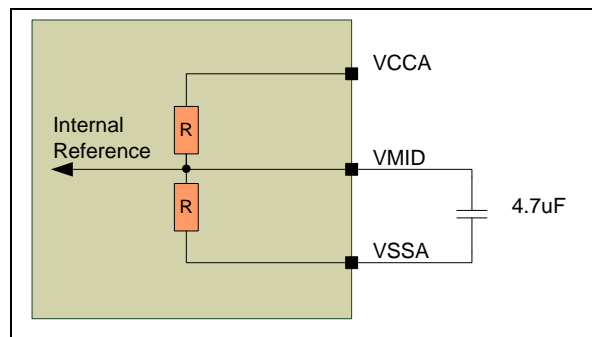 VCCA
R
Internal
Reference
VMID
R
4.7uF
VSSA